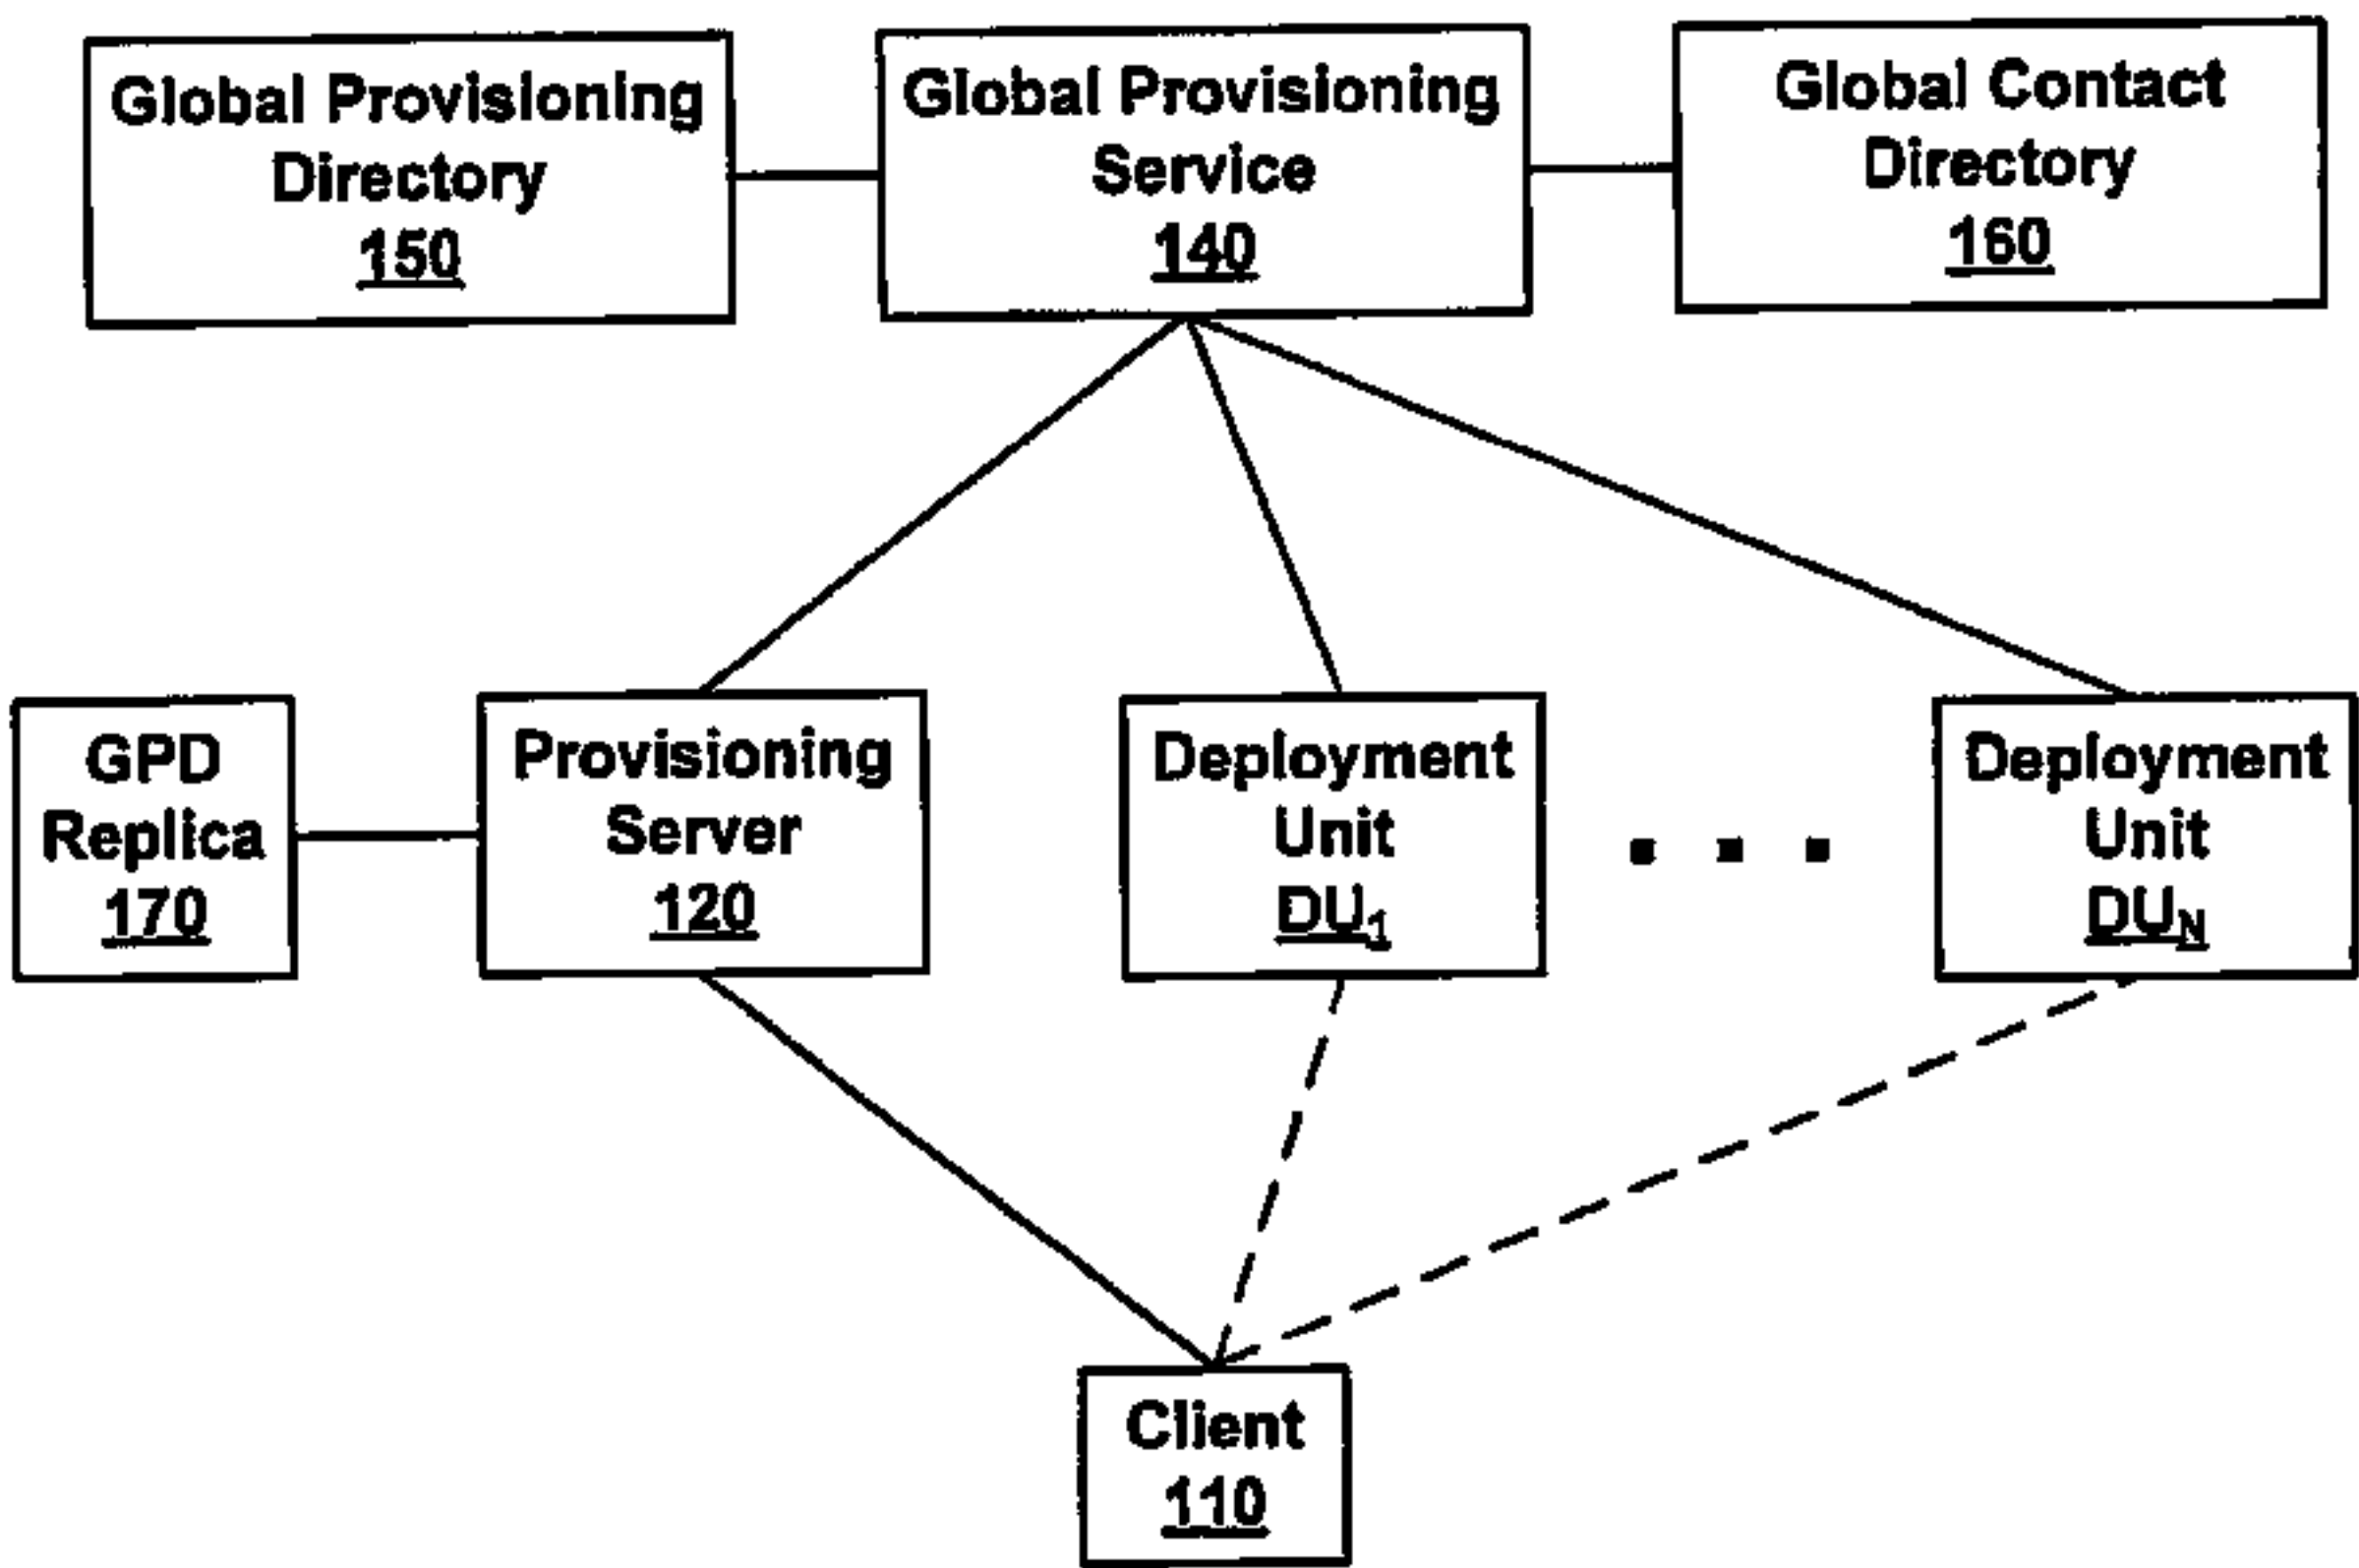 Global Provisioning
Directory
150
Global Provisioning
Service
140
Global Contact
Directory
160
GPD
Replica
170
Provisioning
Server
120
Deployment
Unit
DU₁
. . .
Deployment
Unit
DU_N
Client
110